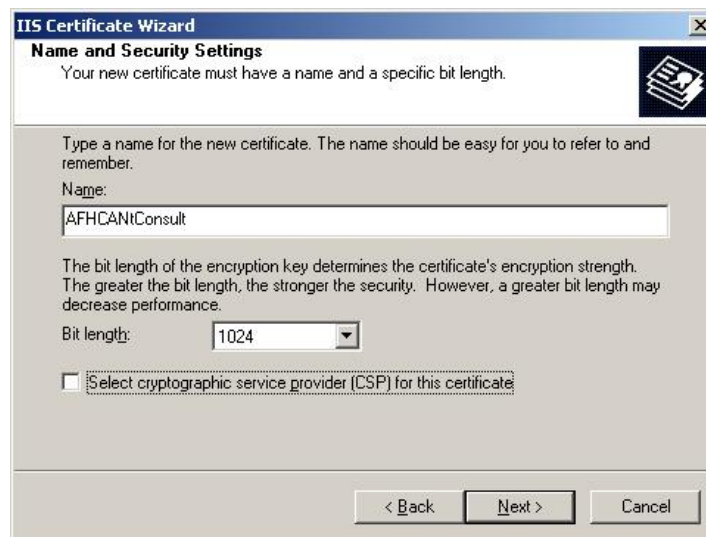 IIS Certificate Wizard
Name and Security Settings
Your new certificate must have a name and a specific bit length.
Type a name for the new certificate. The name should be easy for you to refer to and
remember.
Name:
AFHCANtConsult
The bit length of the encryption key determines the certificate's encryption strength.
The greater the bit length, the stronger the security.  However, a greater bit length may
decrease performance.
Bit length:
1024
Select cryptographic service provider (CSP) for this certificate
< Back
Next >
Cancel